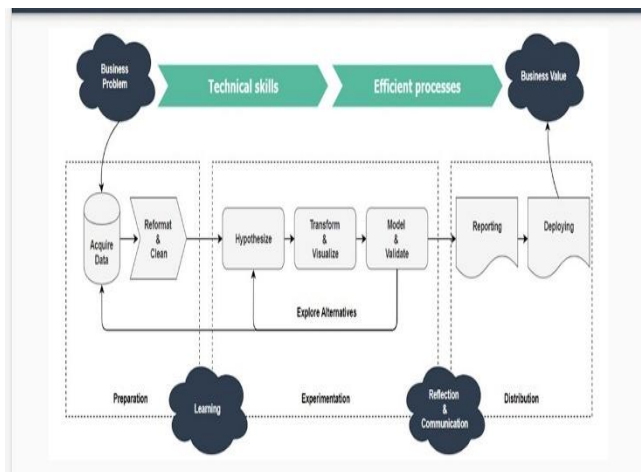 Business
Problem
Technical skills
Efficient processes
Business Value
Acquire
Data
Reformat
&
Clean
Hypothesize
Transform
&
Visualize
Model
&
Validate
Reporting
Deploying
Explore Alternatives
Preparation
Learning
Experimentation
Reflection
&
Communication
Distribution